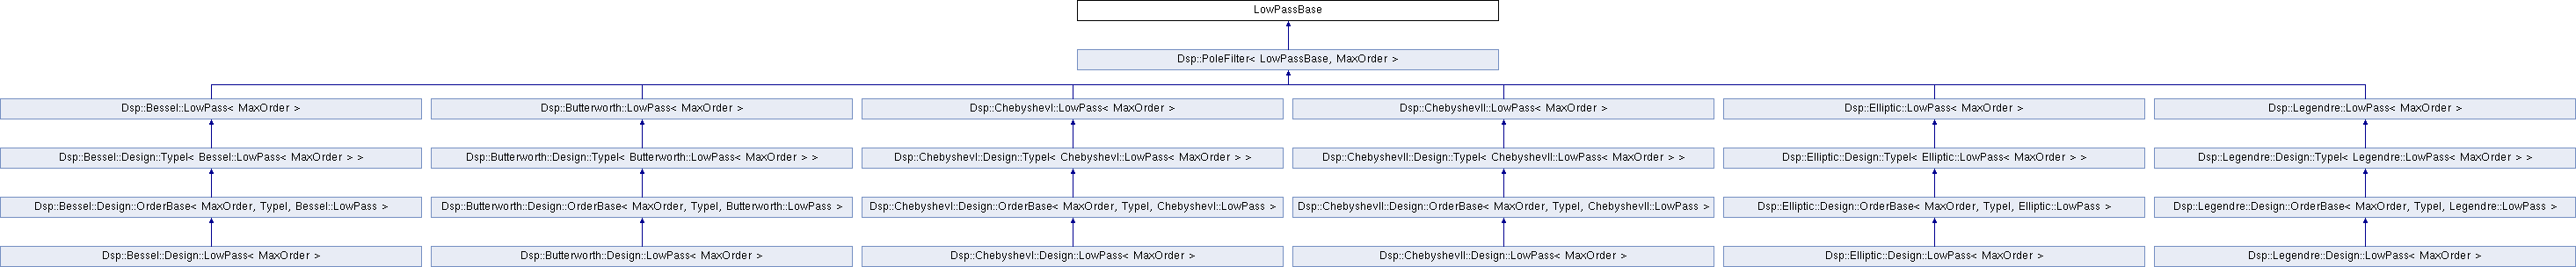 LowPassBase
Dsp::PoleFilter< LowPassBase, MaxOrder >
Dsp::Bessel::LowPass< MaxOrder >
Dsp::Butterworth::LowPass< MaxOrder >
Dsp::ChebyshevI::LowPass< MaxOrder >
Dsp::ChebyshevII::LowPass< MaxOrder >
Dsp::Elliptic::LowPass< MaxOrder >
Dsp::Legendre::LowPass< MaxOrder >
Dsp::Bessel::Design::TypeI< Bessel::LowPass< MaxOrder > >
Dsp::Butterworth::Design::TypeI< Butterworth::LowPass< MaxOrder > >
Dsp::ChebyshevI::Design::TypeI< ChebyshevI::LowPass< MaxOrder > >
Dsp::ChebyshevII::Design::TypeI< ChebyshevII::LowPass< MaxOrder > >
Dsp::Elliptic::Design::TypeI< Elliptic::LowPass< MaxOrder > >
Dsp::Legendre::Design::TypeI< Legendre::LowPass< MaxOrder > >
Dsp::Bessel::Design::OrderBase< MaxOrder, TypeI, Bessel::LowPass >
Dsp::Butterworth::Design::OrderBase< MaxOrder, TypeI, Butterworth::LowPass >
Dsp::ChebyshevI::Design::OrderBase< MaxOrder, TypeI, ChebyshevI::LowPass >
Dsp::ChebyshevII::Design::OrderBase< MaxOrder, TypeI, ChebyshevII::LowPass >
Dsp::Elliptic::Design::OrderBase< MaxOrder, TypeI, Elliptic::LowPass >
Dsp::Legendre::Design::OrderBase< MaxOrder, TypeI, Legendre::LowPass >
Dsp::Bessel::Design::LowPass< MaxOrder >
Dsp::Butterworth::Design::LowPass< MaxOrder >
Dsp::ChebyshevI::Design::LowPass< MaxOrder >
Dsp::ChebyshevII::Design::LowPass< MaxOrder >
Dsp::Elliptic::Design::LowPass< MaxOrder >
Dsp::Legendre::Design::LowPass< MaxOrder >